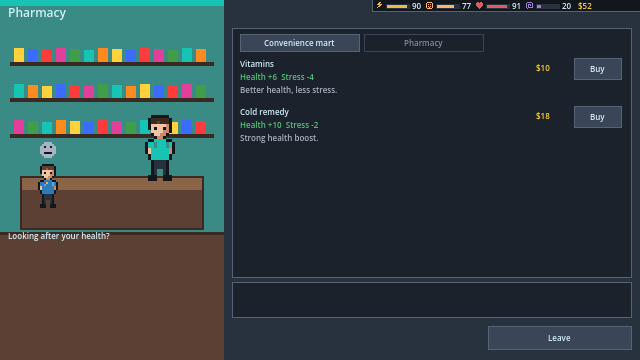 Pharmacy
90 77 91 20 $52
Convenience mart Pharmacy
Vitamins
$10 Buy
Health +6 Stress -4
Better health, less stress.
Cold remedy
$18 Buy
Health +10 Stress -2
Strong health boost.
Looking after your health?
Leave